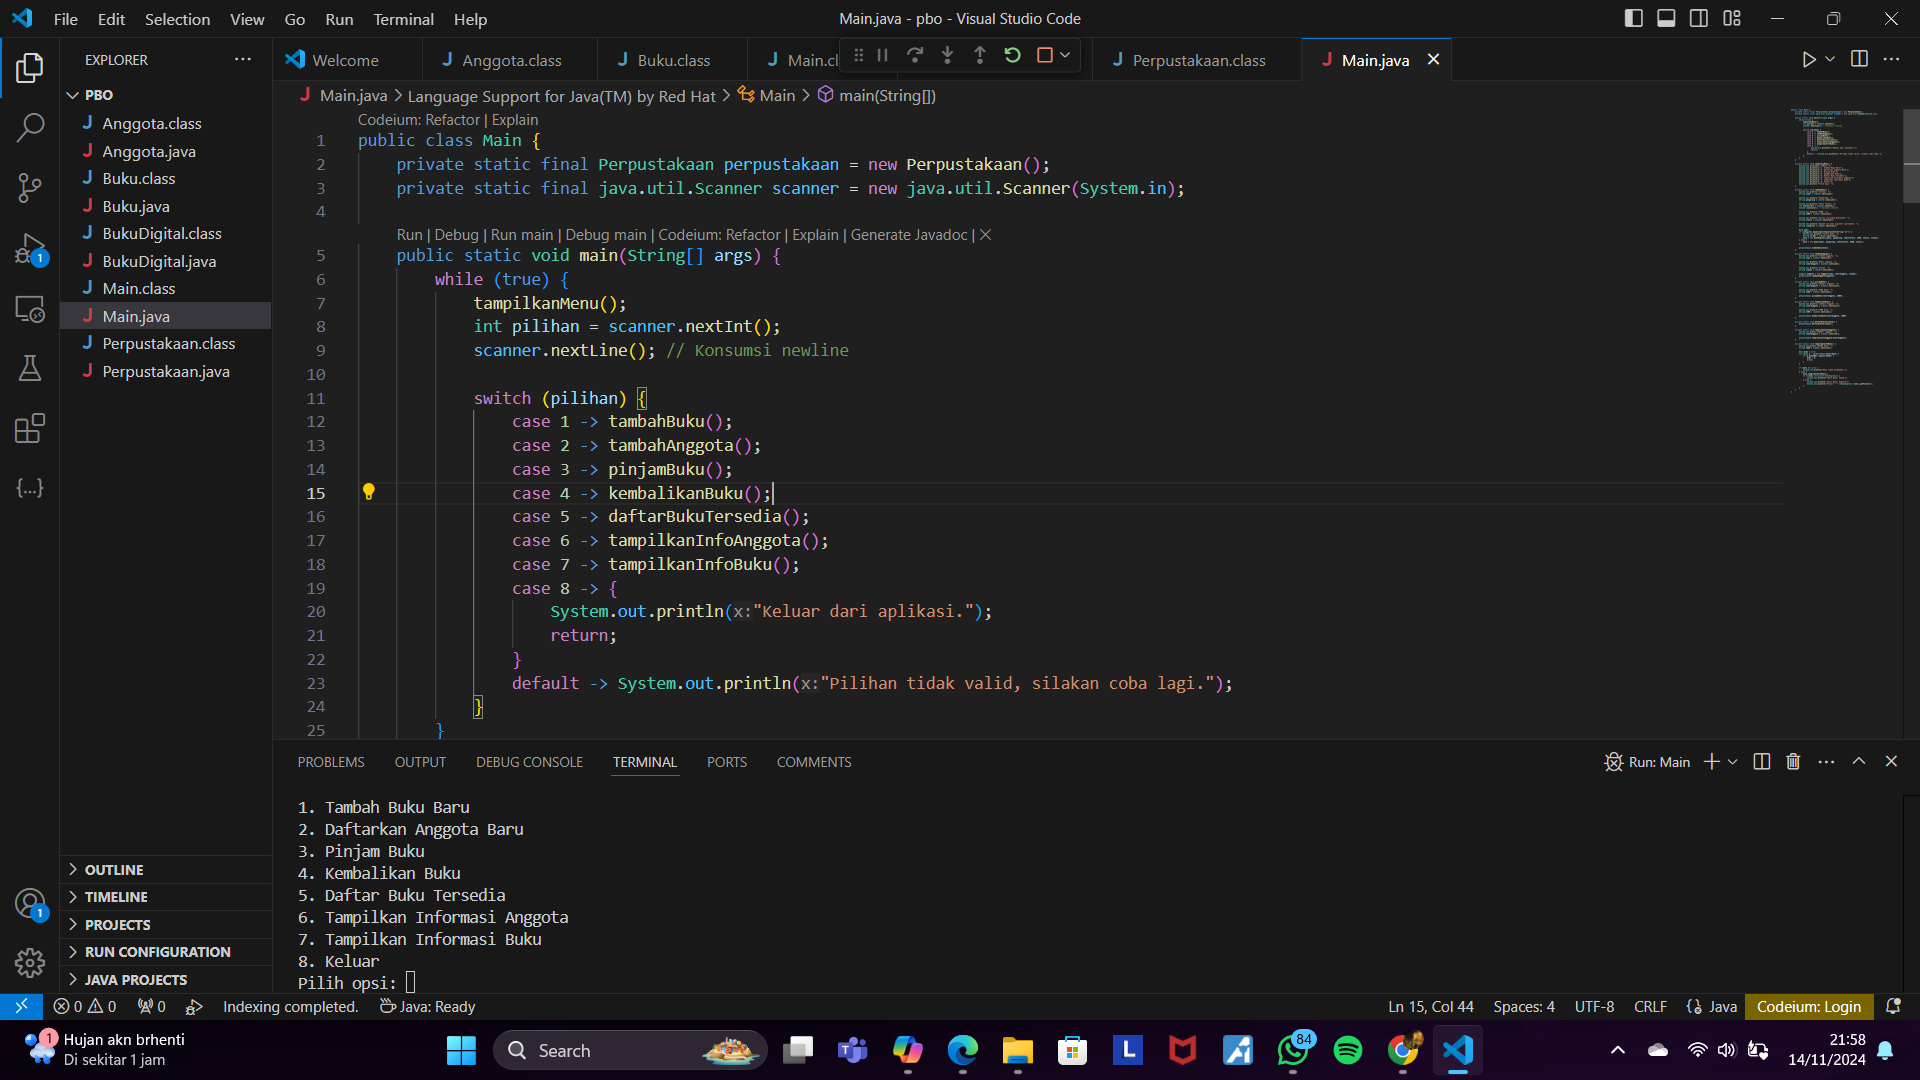 File Edit Selection View Go Run Terminal Help
Main.java - pbo - Visual Studio Code
EXPLORER
Welcome
Anggota.class
Buku.class
Main.cl
Perpustakaan.class
Main.java
PBO
Anggota.class
Anggota.java
Buku.class
Buku.java
BukuDigital.class
BukuDigital.java
Main.class
Main.java
Perpustakaan.class
Perpustakaan.java
OUTLINE
TIMELINE
PROJECTS
RUN CONFIGURATION
JAVA PROJECTS
1
1
Main.java > Language Support for Java(TM) by Red Hat > Main > main(String[])
Codeium: Refactor | Explain
1 public class Main {
2 private static final Perpustakaan perpustakaan = new Perpustakaan();
3 private static final java.util.Scanner scanner = new java.util.Scanner(System.in);
4
Run | Debug | Run main | Debug main | Codeium: Refactor | Explain | Generate Javadoc | X
5 public static void main(String[] args) {
6 while (true) {
7 tampilkanMenu();
8 int pilihan = scanner.nextInt();
9 scanner.nextLine(); // Konsumsi newline
10
11 switch (pilihan) {
12 case 1 -> tambahBuku();
13 case 2 -> tambahAnggota();
14 case 3 -> pinjamBuku();
15 case 4 -> kembalikanBuku();
16 case 5 -> daftarBukuTersedia();
17 case 6 -> tampilkanInfoAnggota();
18 case 7 -> tampilkanInfoBuku();
19 case 8 -> {
20 System.out.println(x:"Keluar dari aplikasi.");
21 return;
22 }
23 default -> System.out.println(x:"Pilihan tidak valid, silakan coba lagi.");
24 }
25 }
PROBLEMS OUTPUT DEBUG CONSOLE TERMINAL PORTS COMMENTS
Run: Main
1. Tambah Buku Baru
2. Daftarkan Anggota Baru
3. Pinjam Buku
4. Kembalikan Buku
5. Daftar Buku Tersedia
6. Tampilkan Informasi Anggota
7. Tampilkan Informasi Buku
8. Keluar
Pilih opsi:
0 0 0 Indexing completed. Java: Ready
Ln 15, Col 44 Spaces: 4 UTF-8 CRLF {} Java Codeium: Login
1
Hujan akn brhenti
Di sekitar 1 jam
Search
L
84
21:58
14/11/2024